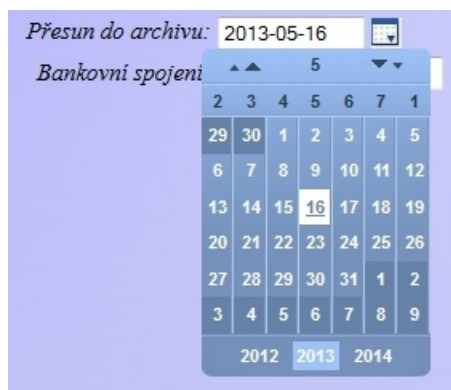 Přesun do archivu: 2013-05-16
Bankovní spojení
5
2 3 4 5 6 7 1
29 30 1 2 3 4 5
6 7 8 9 10 11 12
13 14 15 16 17 18 19
20 21 22 23 24 25 26
27 28 29 30 31 1 2
3 4 5 6 7 8 9
2012 2013 2014